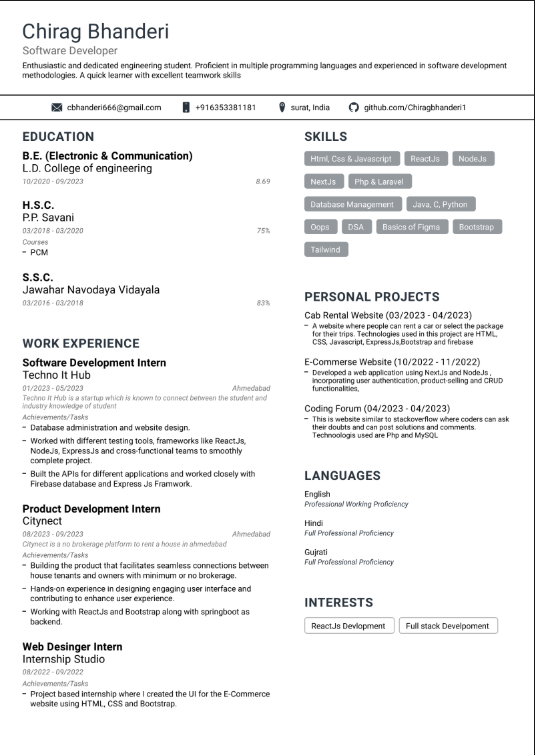 Chirag Bhanderi
Software Developer
Enthusiastic and dedicated engineering student. Proficient in multiple programming languages and experienced in software development
methodologies. A quick learner with excellent teamwork skills
cbhanderi666@gmail.com
+916353381181
surat, India
github.com/Chiragbhanderi1
EDUCATION
B.E. (Electronic & Communication)
L.D. College of engineering
10/2020 - 09/2023 8.69
H.S.C.
P.P. Savani
03/2018 - 03/2020 75%
Courses
– PCM
S.S.C.
Jawahar Navodaya Vidayala
03/2016 - 03/2018 83%
WORK EXPERIENCE
Software Development Intern
Techno It Hub
01/2023 - 05/2023 Ahmedabad
Techno It Hub is a startup which is known to connect between the student and
industry knowledge of student
Achievements/Tasks
– Database administration and website design.
– Worked with different testing tools, frameworks like ReactJs,
NodeJs, ExpressJs and cross-functional teams to smoothly
complete project.
– Built the APIs for different applications and worked closely with
Firebase database and Express Js Framwork.
Product Development Intern
Citynect
08/2023 - 09/2023 Ahmedabad
Citynect is a no brokerage platform to rent a house in ahmedabad
Achievements/Tasks
– Building the product that facilitates seamless connections between
house tenants and owners with minimum or no brokerage.
– Hands-on experience in designing engaging user interface and
contributing to enhance user experience.
– Working with ReactJs and Bootstrap along with springboot as
backend.
Web Desinger Intern
Internship Studio
08/2022 - 09/2022
Achievements/Tasks
– Project based internship where I created the UI for the E-Commerce
website using HTML, CSS and Bootstrap.
SKILLS
Html, Css & Javascript ReactJs NodeJs
NextJs Php & Laravel
Database Management Java, C, Python
Oops DSA Basics of Figma Bootstrap
Tailwind
PERSONAL PROJECTS
Cab Rental Website (03/2023 - 04/2023)
– A website where people can rent a car or select the package
for their trips. Technologies used in this project are HTML,
CSS, Javascript, ExpressJs,Bootstrap and firebase
E-Commerse Website (10/2022 - 11/2022)
– Developed a web application using NextJs and NodeJs ,
incorporating user authentication, product-selling and CRUD
functionalities,
Coding Forum (04/2023 - 04/2023)
– This is website similar to stackoverflow where coders can ask
their doubts and can post solutions and comments.
Technologis used are Php and MySQL
LANGUAGES
English
Professional Working Proficiency
Hindi
Full Professional Proficiency
Gujrati
Full Professional Proficiency
INTERESTS
ReactJs Devlopment Full stack Develpoment